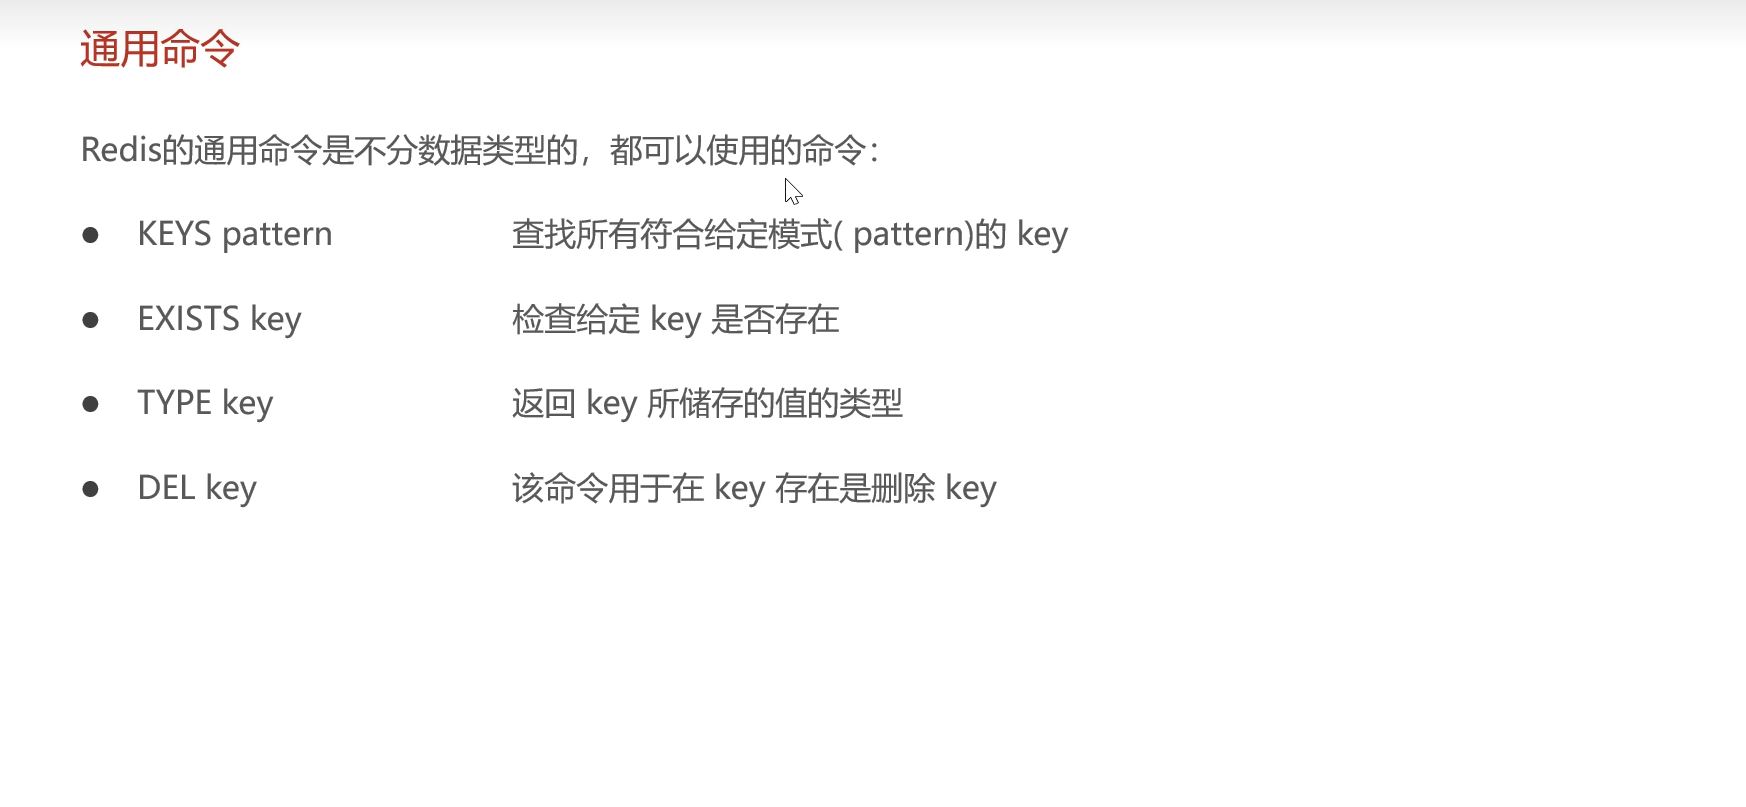 通用命令
Redis的通用命令是不分数据类型的，都可以使用的命令：
● KEYS pattern 查找所有符合给定模式( pattern)的 key
● EXISTS key 检查给定 key 是否存在
● TYPE key 返回 key 所储存的值的类型
● DEL key 该命令用于在 key 存在是删除 key